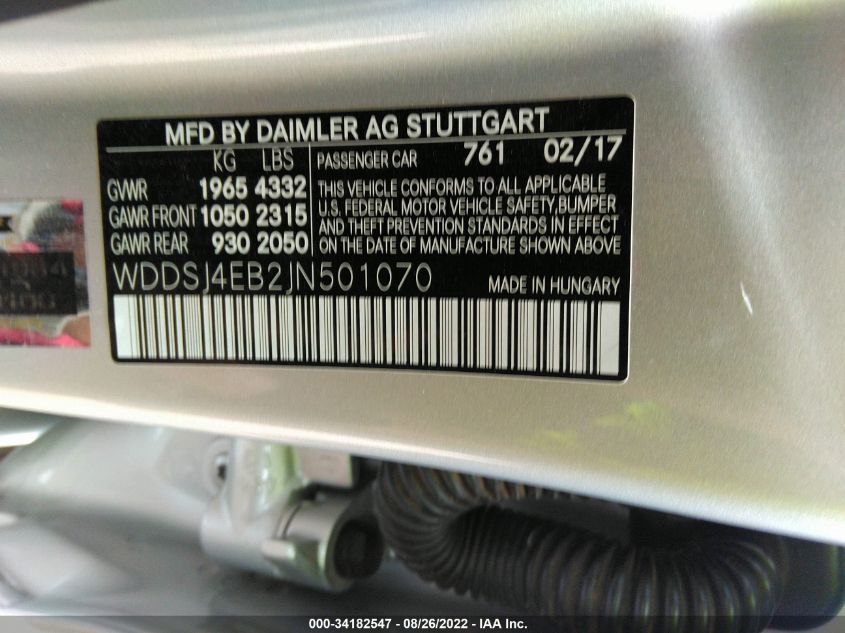 MFD BY DAIMLER AG STUTTGART
KG LBS
GVWR 1965 4332
GAWR FRONT 1050 2315
GAWR REAR 930 2050
PASSENGER CAR 761 02/17
THIS VEHICLE CONFORMS TO ALL APPLICABLE
U.S. FEDERAL MOTOR VEHICLE SAFETY, BUMPER
AND THEFT PREVENTION STANDARDS IN EFFECT
ON THE DATE OF MANUFACTURE SHOWN ABOVE
WDDSJ4EB2JN501070 MADE IN HUNGARY
000-34182547 - 08/26/2022 - IAA Inc.